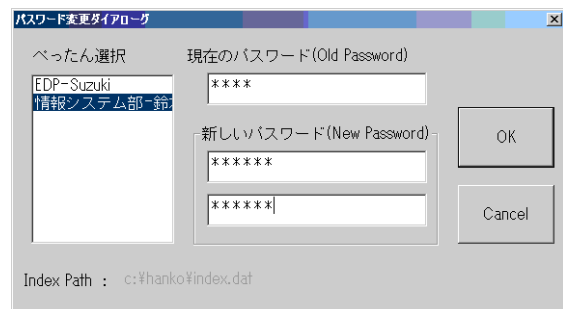 パスワード変更ダイアローグ
ぺったん選択
現在のパスワード(Old Password)
EDP-Suzuki
情報システム部-鈴
****
新しいパスワード(New Password)
******
******
OK
Cancel
Index Path : c:¥hanko¥index.dat